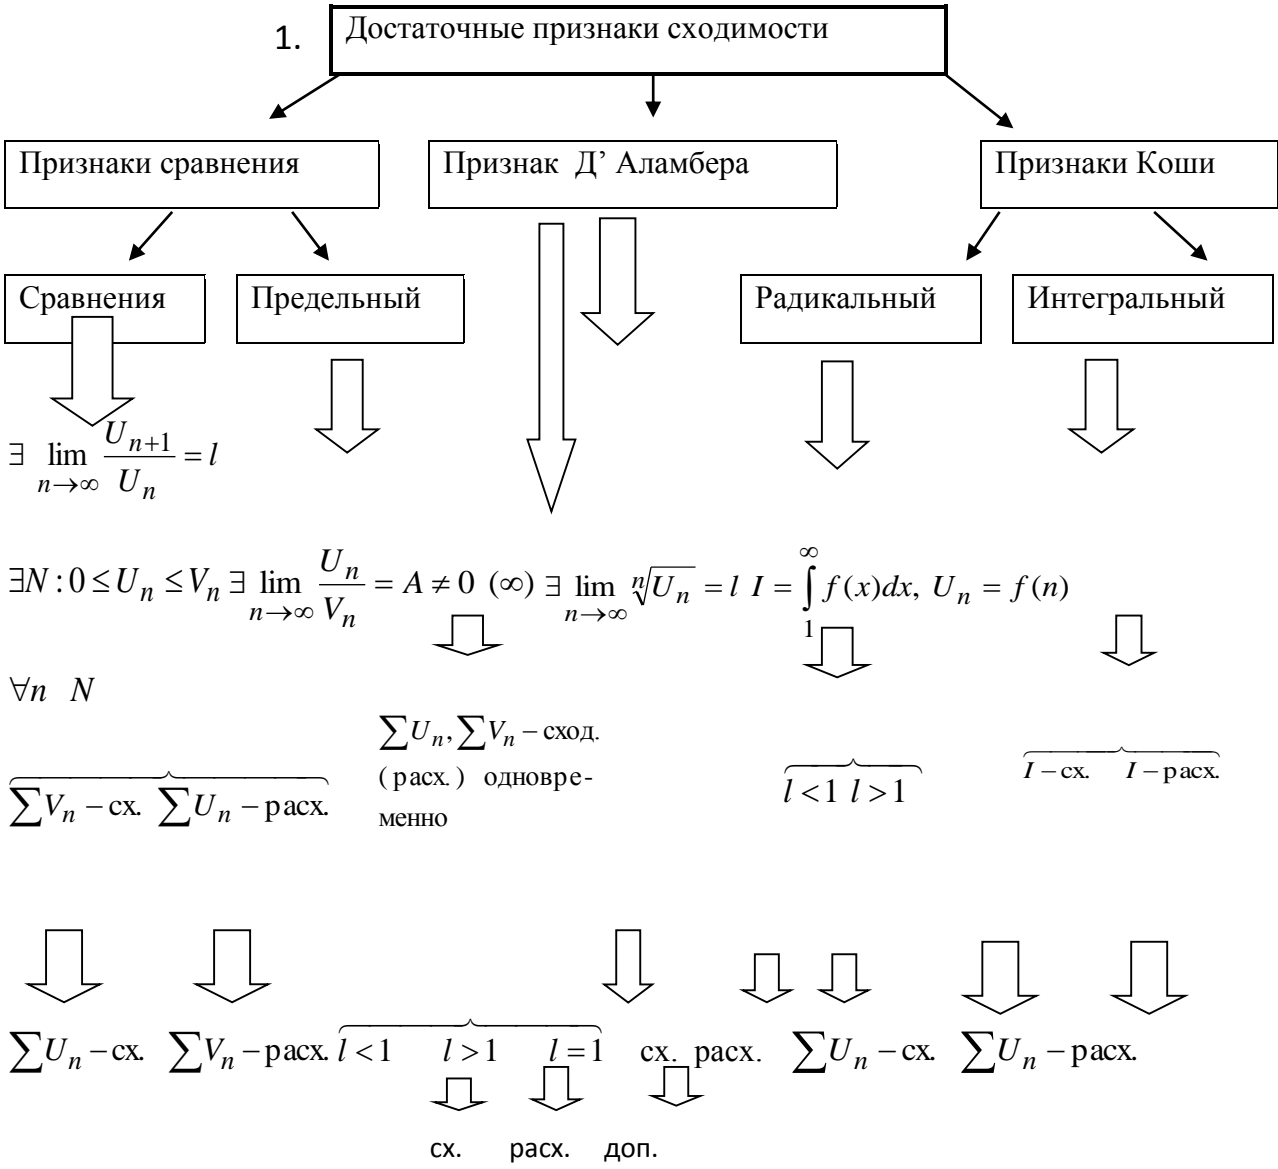 1. Достаточные признаки сходимости
Признаки сравнения
Признак Д’ Аламбера
Признаки Коши
Сравнения
Предельный
Радикальный
Интегральный
∃ lim_{n→∞} U_{n+1}/U_n = l
∃N : 0 ≤ U_n ≤ V_n ∃ lim_{n→∞} U_n/V_n = A ≠ 0 (∞) ∃ lim_{n→∞} ⁿ√U_n = l I = ∫_1^∞ f(x)dx, U_n = f(n)
∀n N
∑U_n, ∑V_n – сход.
(расх.) одновре-
менно
∑V_n – сх. ∑U_n – расх.
l < 1 l > 1
I – сх. I – расх.
∑U_n – сх. ∑V_n – расх. l < 1 l > 1 l = 1 сх. расх. ∑U_n – сх. ∑U_n – расх.
сх. расх. доп.